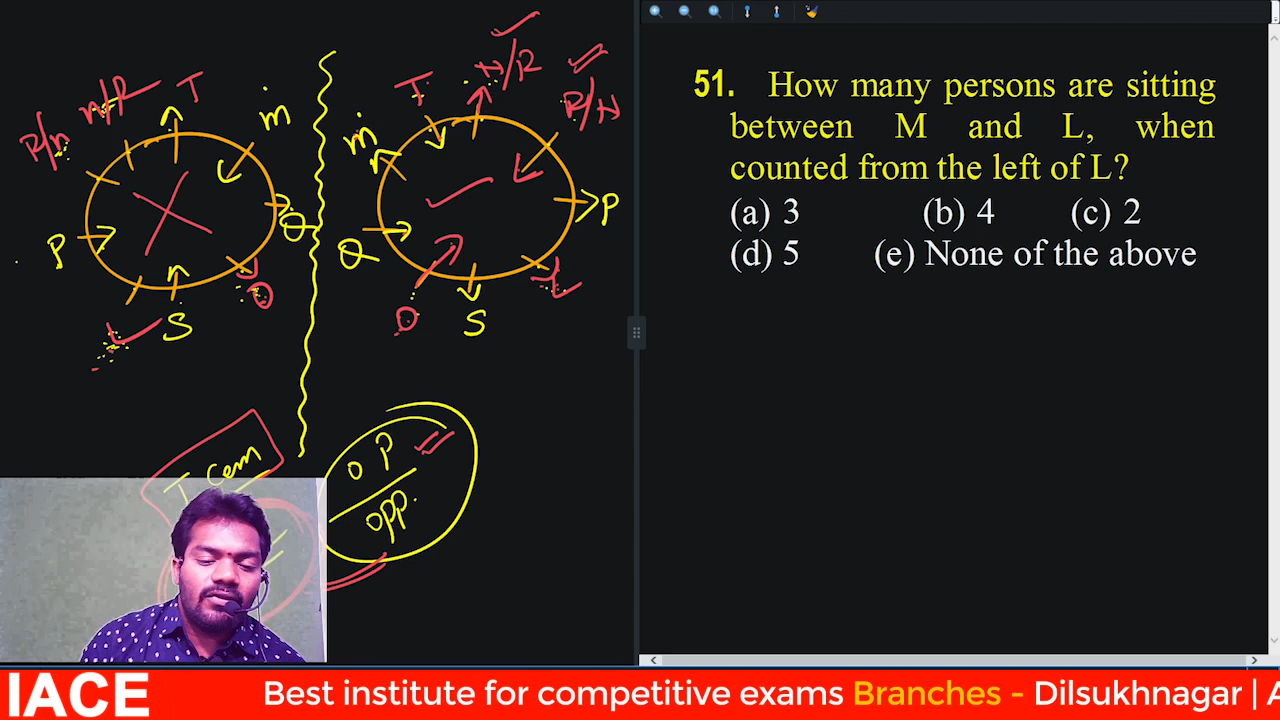 T
N/R
R/N
T
n/R
R/n
m
m
P
P
Q
Q
O
L
L
O
S
S
T Cem
O P
opp.
51. How many persons are sitting
between M and L, when
counted from the left of L?
(a) 3 (b) 4 (c) 2
(d) 5 (e) None of the above
IACE Best institute for competitive exams Branches - Dilsukhnagar | A